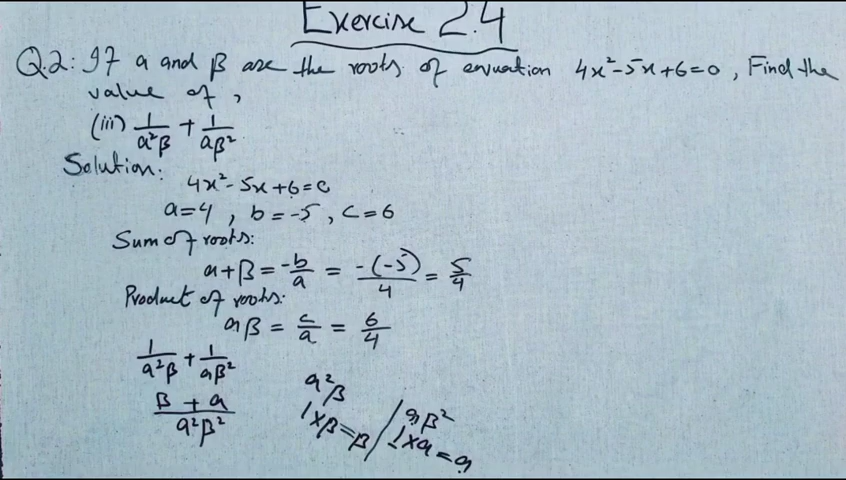 Exercise 2.4
Q.2: If α and β are the roots of equation 4x²-5x+6=0, Find the
value of,
(iii) 1/α²β + 1/αβ²
Solution:
4x²-5x+6=0
a=4, b=-5, c=6
Sum of roots:
α+β = -b/a = -(-5)/4 = 5/4
Product of roots:
αβ = c/a = 6/4
1/α²β + 1/αβ²
β + α / α²β²
α²β
1×β=β / αβ²
1×α=α